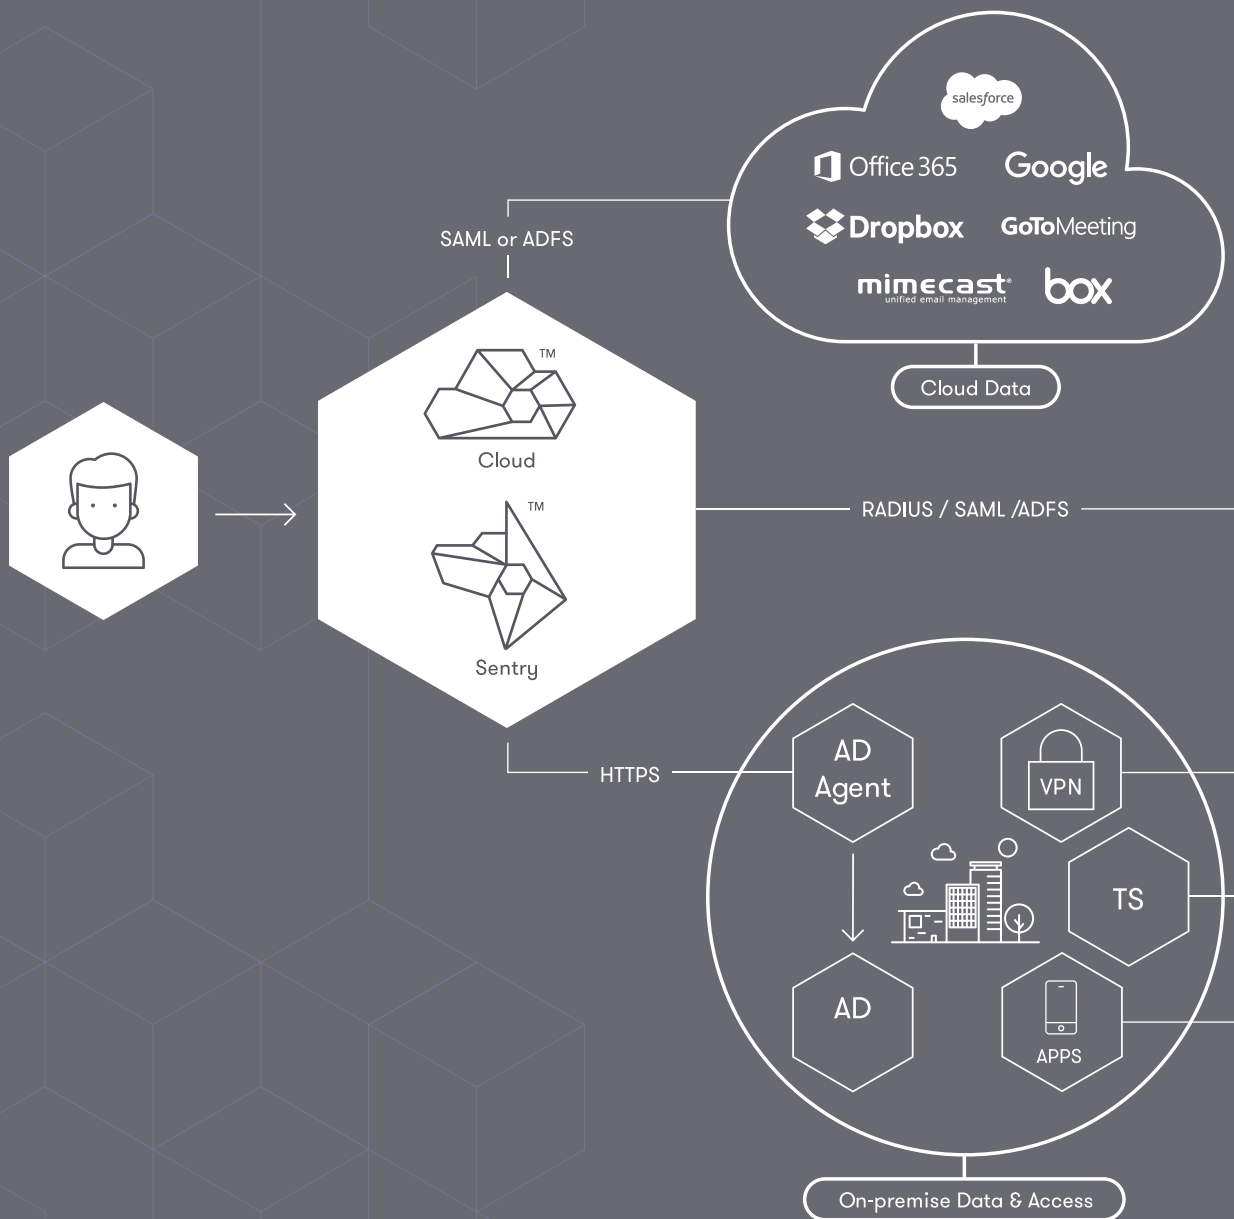 salesforce
Office 365
Google
Dropbox
GoToMeeting
mimecast®
unified email management
box
Cloud Data
SAML or ADFS
TM
Cloud
TM
Sentry
RADIUS / SAML /ADFS
HTTPS
AD
Agent
VPN
TS
AD
APPS
On-premise Data & Access